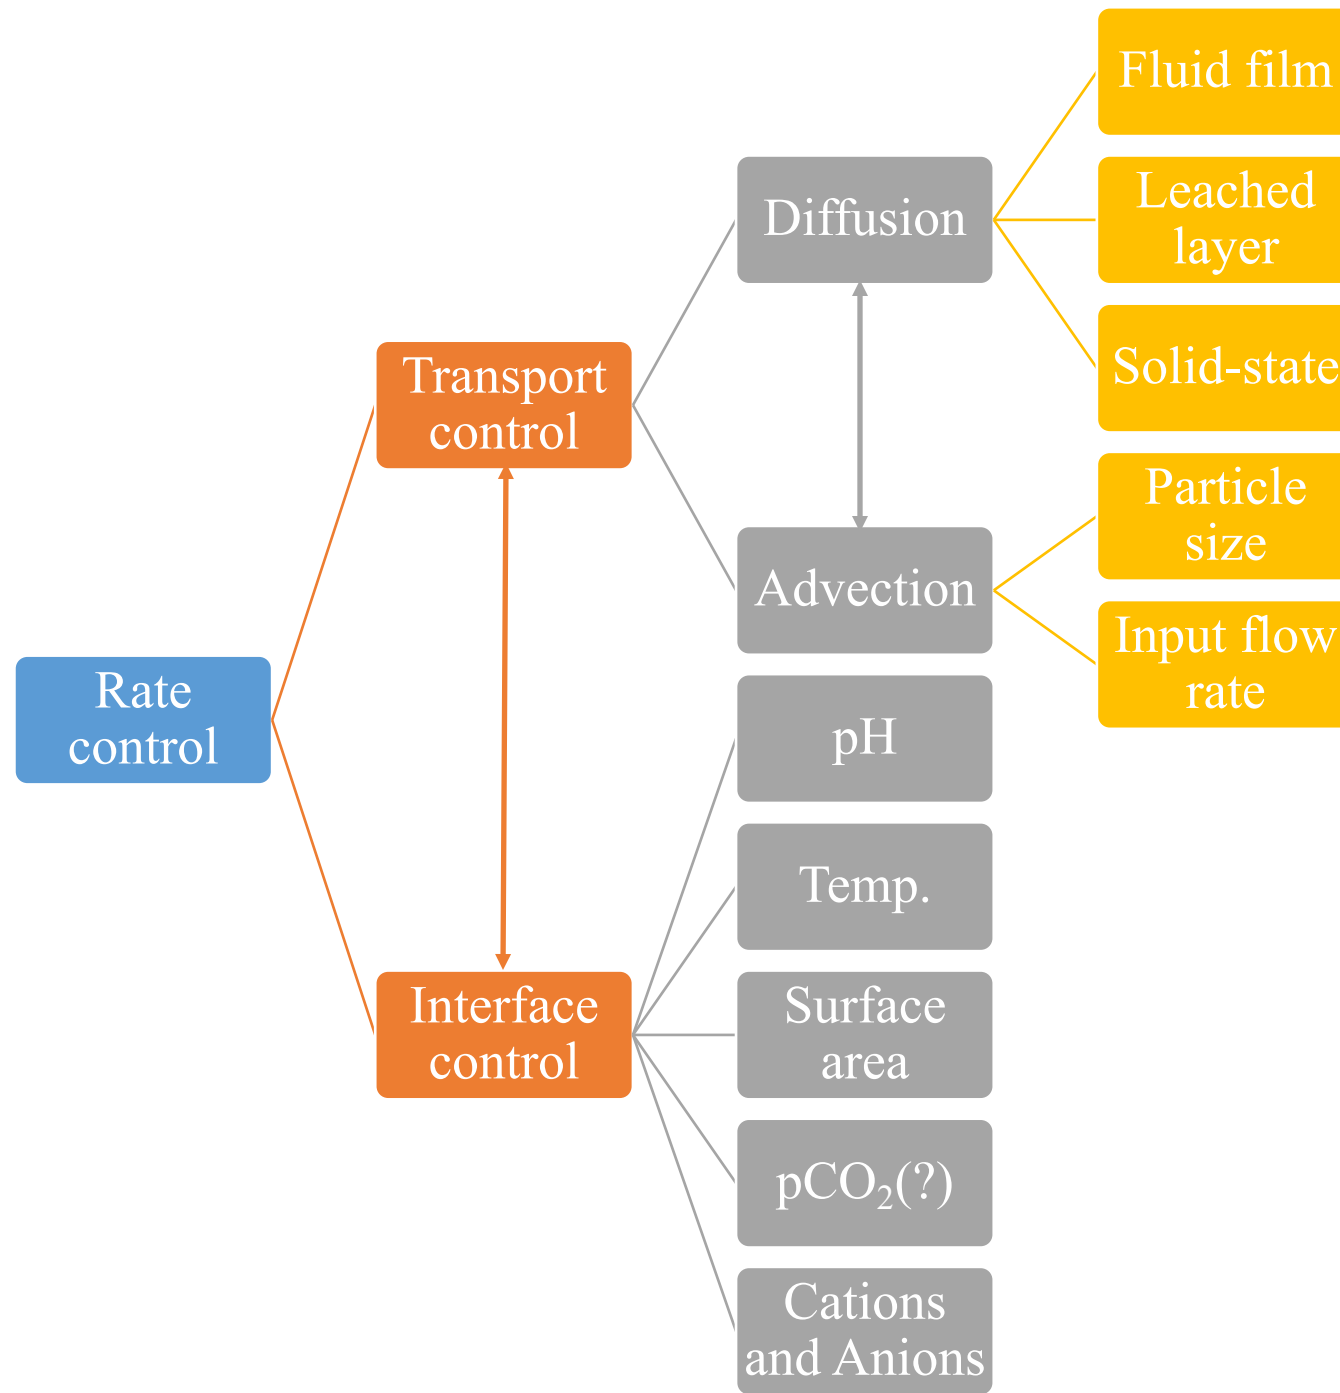 Rate
control
Transport
control
Interface
control
Diffusion
Advection
pH
Temp.
Surface
area
pCO₂(?)
Cations
and Anions
Fluid film
Leached
layer
Solid-state
Particle
size
Input flow
rate